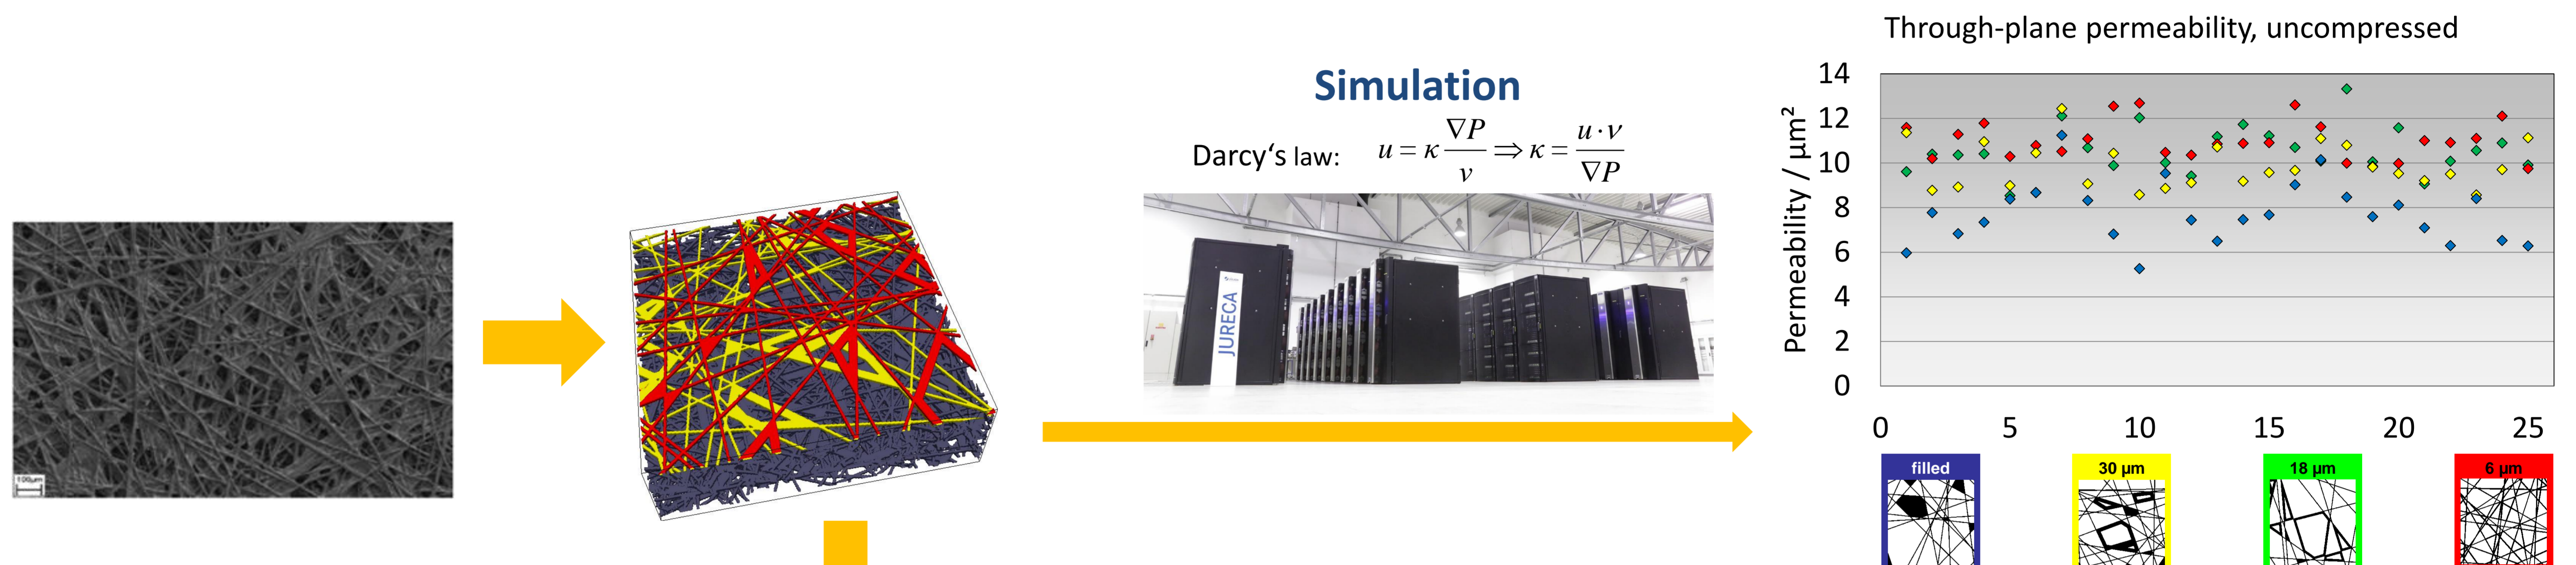 Through-plane permeability, uncompressed
Simulation
Darcy‘s law: u = κ ∇P / ν ⇒ κ = u · ν / ∇P
JURECA
100µm
Permeability / µm²
14
12
10
8
6
4
2
0
0 5 10 15 20 25
filled 30 µm 18 µm 6 µm